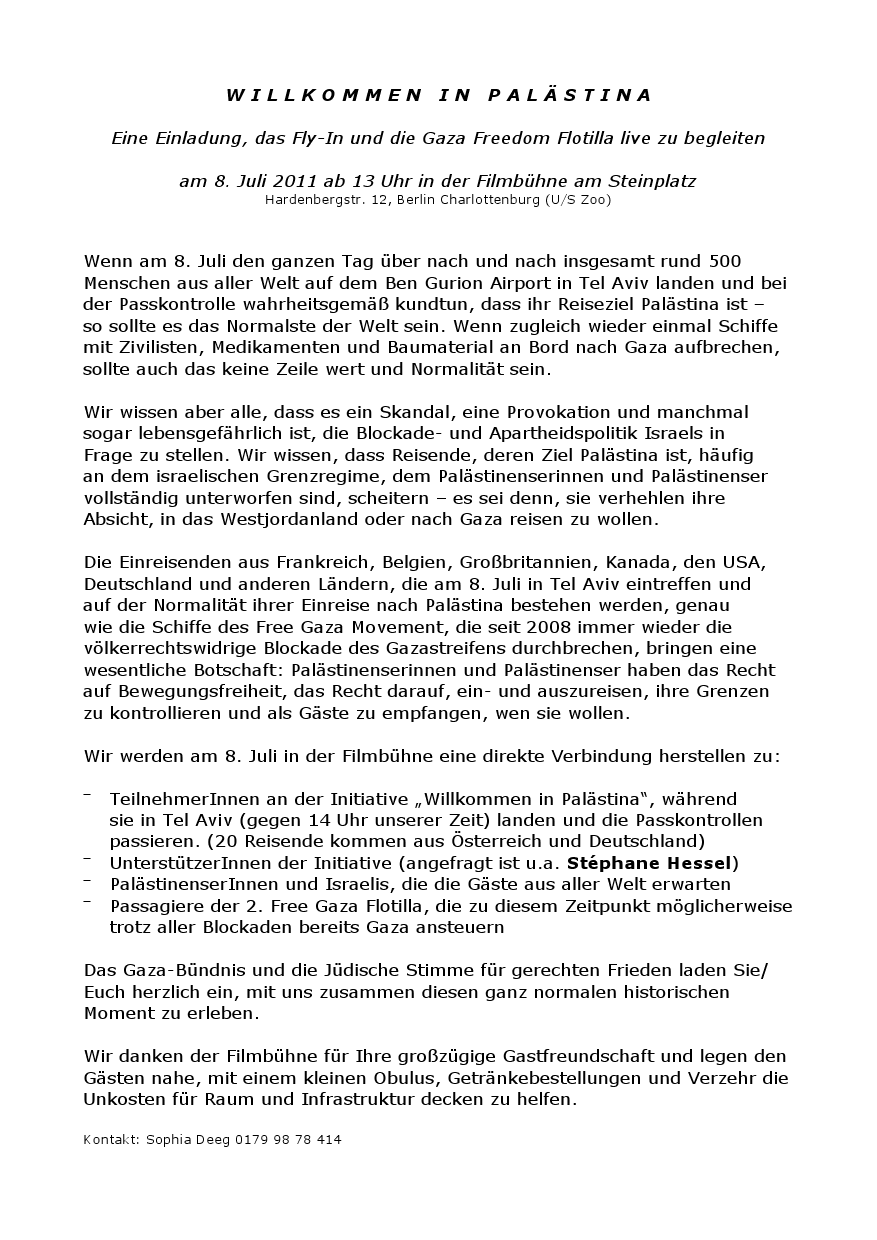 WILLKOMMEN IN PALÄSTINA
Eine Einladung, das Fly-In und die Gaza Freedom Flotilla live zu begleiten
am 8. Juli 2011 ab 13 Uhr in der Filmbühne am Steinplatz
Hardenbergstr. 12, Berlin Charlottenburg (U/S Zoo)
Wenn am 8. Juli den ganzen Tag über nach und nach insgesamt rund 500
Menschen aus aller Welt auf dem Ben Gurion Airport in Tel Aviv landen und bei
der Passkontrolle wahrheitsgemäß kundtun, dass ihr Reiseziel Palästina ist –
so sollte es das Normalste der Welt sein. Wenn zugleich wieder einmal Schiffe
mit Zivilisten, Medikamenten und Baumaterial an Bord nach Gaza aufbrechen,
sollte auch das keine Zeile wert und Normalität sein.
Wir wissen aber alle, dass es ein Skandal, eine Provokation und manchmal
sogar lebensgefährlich ist, die Blockade- und Apartheidspolitik Israels in
Frage zu stellen. Wir wissen, dass Reisende, deren Ziel Palästina ist, häufig
an dem israelischen Grenzregime, dem Palästinenserinnen und Palästinenser
vollständig unterworfen sind, scheitern – es sei denn, sie verhehlen ihre
Absicht, in das Westjordanland oder nach Gaza reisen zu wollen.
Die Einreisenden aus Frankreich, Belgien, Großbritannien, Kanada, den USA,
Deutschland und anderen Ländern, die am 8. Juli in Tel Aviv eintreffen und
auf der Normalität ihrer Einreise nach Palästina bestehen werden, genau
wie die Schiffe des Free Gaza Movement, die seit 2008 immer wieder die
völkerrechtswidrige Blockade des Gazastreifens durchbrechen, bringen eine
wesentliche Botschaft: Palästinenserinnen und Palästinenser haben das Recht
auf Bewegungsfreiheit, das Recht darauf, ein- und auszureisen, ihre Grenzen
zu kontrollieren und als Gäste zu empfangen, wen sie wollen.
Wir werden am 8. Juli in der Filmbühne eine direkte Verbindung herstellen zu:
– TeilnehmerInnen an der Initiative „Willkommen in Palästina“, während
sie in Tel Aviv (gegen 14 Uhr unserer Zeit) landen und die Passkontrollen
passieren. (20 Reisende kommen aus Österreich und Deutschland)
– UnterstützerInnen der Initiative (angefragt ist u.a. Stéphane Hessel)
– PalästinenserInnen und Israelis, die die Gäste aus aller Welt erwarten
– Passagiere der 2. Free Gaza Flotilla, die zu diesem Zeitpunkt möglicherweise
trotz aller Blockaden bereits Gaza ansteuern
Das Gaza-Bündnis und die Jüdische Stimme für gerechten Frieden laden Sie/
Euch herzlich ein, mit uns zusammen diesen ganz normalen historischen
Moment zu erleben.
Wir danken der Filmbühne für Ihre großzügige Gastfreundschaft und legen den
Gästen nahe, mit einem kleinen Obulus, Getränkebestellungen und Verzehr die
Unkosten für Raum und Infrastruktur decken zu helfen.
Kontakt: Sophia Deeg 0179 98 78 414